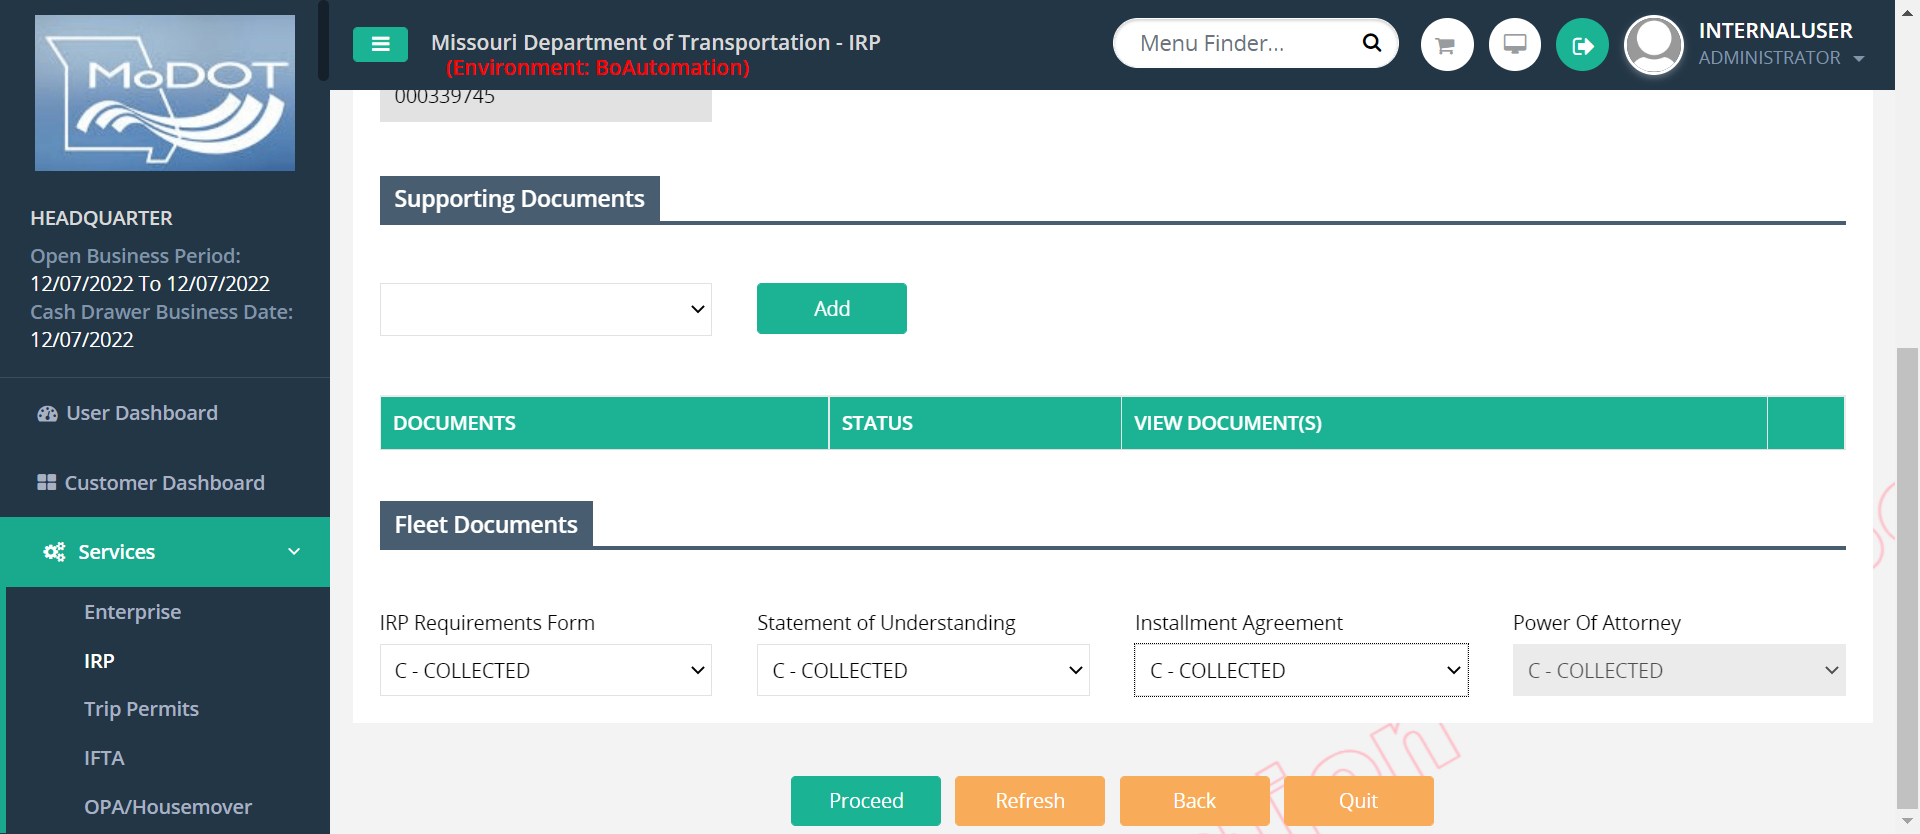 MoDOT
HEADQUARTER
Open Business Period:
12/07/2022 To 12/07/2022
Cash Drawer Business Date:
12/07/2022
User Dashboard
Customer Dashboard
Services
Enterprise
IRP
Trip Permits
IFTA
OPA/Housemover
Missouri Department of Transportation - IRP
(Environment: BoAutomation)
Menu Finder...
INTERNALUSER
ADMINISTRATOR
000339745
Supporting Documents
Add
DOCUMENTS STATUS VIEW DOCUMENT(S)
Fleet Documents
IRP Requirements Form Statement of Understanding Installment Agreement Power Of Attorney
C - COLLECTED C - COLLECTED C - COLLECTED C - COLLECTED
Proceed Refresh Back Quit